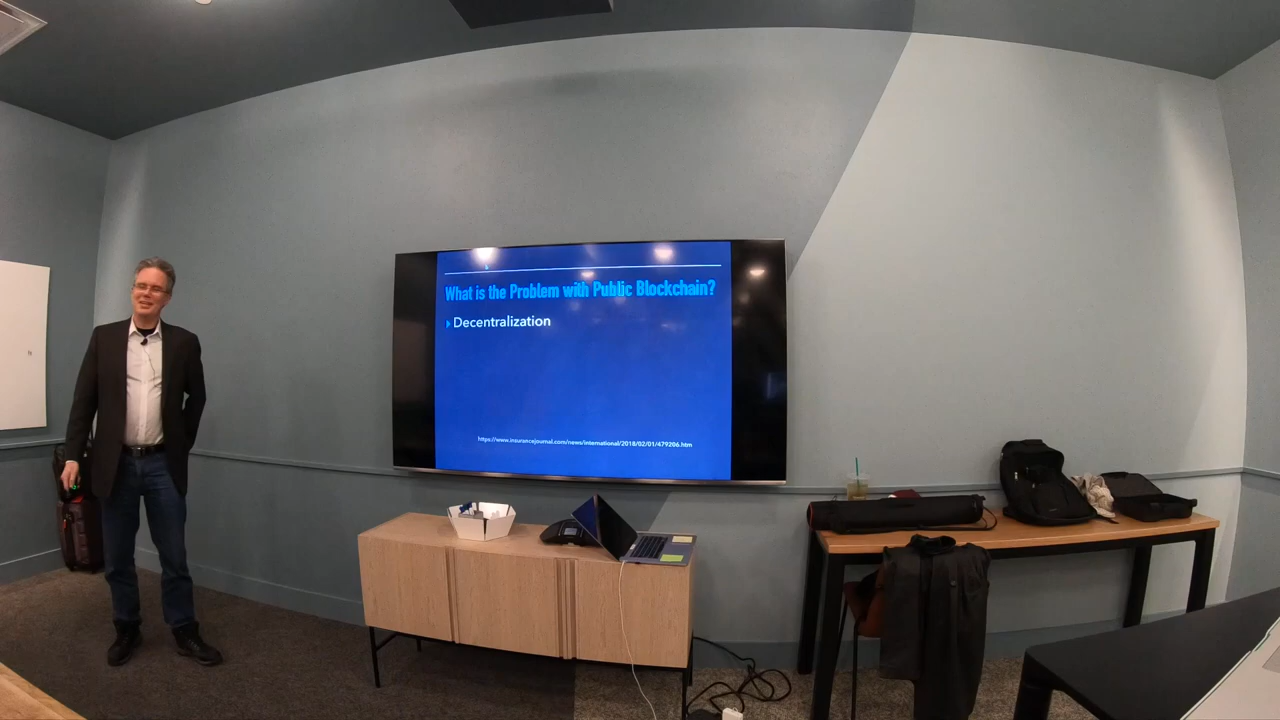 What is the Problem with Public Blockchain?
Decentralization
https://www.insurancejournal.com/news/international/2018/02/01/479206.htm